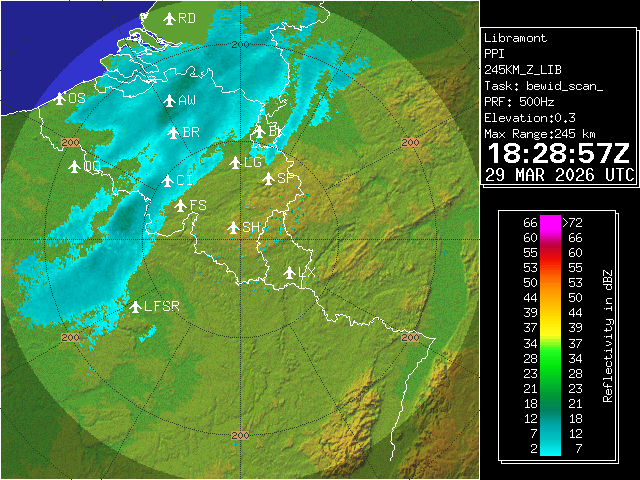 RD
200
OS
AW
BR
BE
200
200
OO
LG
CI
SP
FS
SH
LX
LFSR
200
200
200
Librament
PPI
245KM_Z_LIB
Task: bewid_scan_
PRF: 500Hz
Elevation:0.3
Max Range:245 km
18:28:57Z
29 MAR 2026 UTC
66 >72
60 66
55 60
53 55
50 53
44 50
39 44
37 39
34 37
28 34
23 28
21 23
18 21
12 18
7 12
2 7
Reflectivity in dBZ